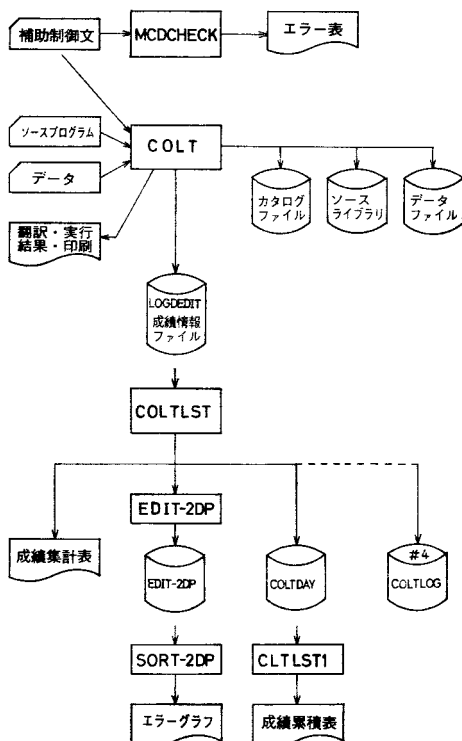 補助制御文
MCDCHECK
エラー表
ソースプログラム
COLT
データ
カタログ
ファイル
ソース
ライブラリ
データ
ファイル
翻訳・実行
結果・印刷
LOGDEDIT
成績情報
ファイル
COLTLST
EDIT-2DP
成績集計表
EDIT-2DP
COLTDAY
#4
COLTLOG
SORT-2DP
CLTLST1
エラーグラフ
成績累積表